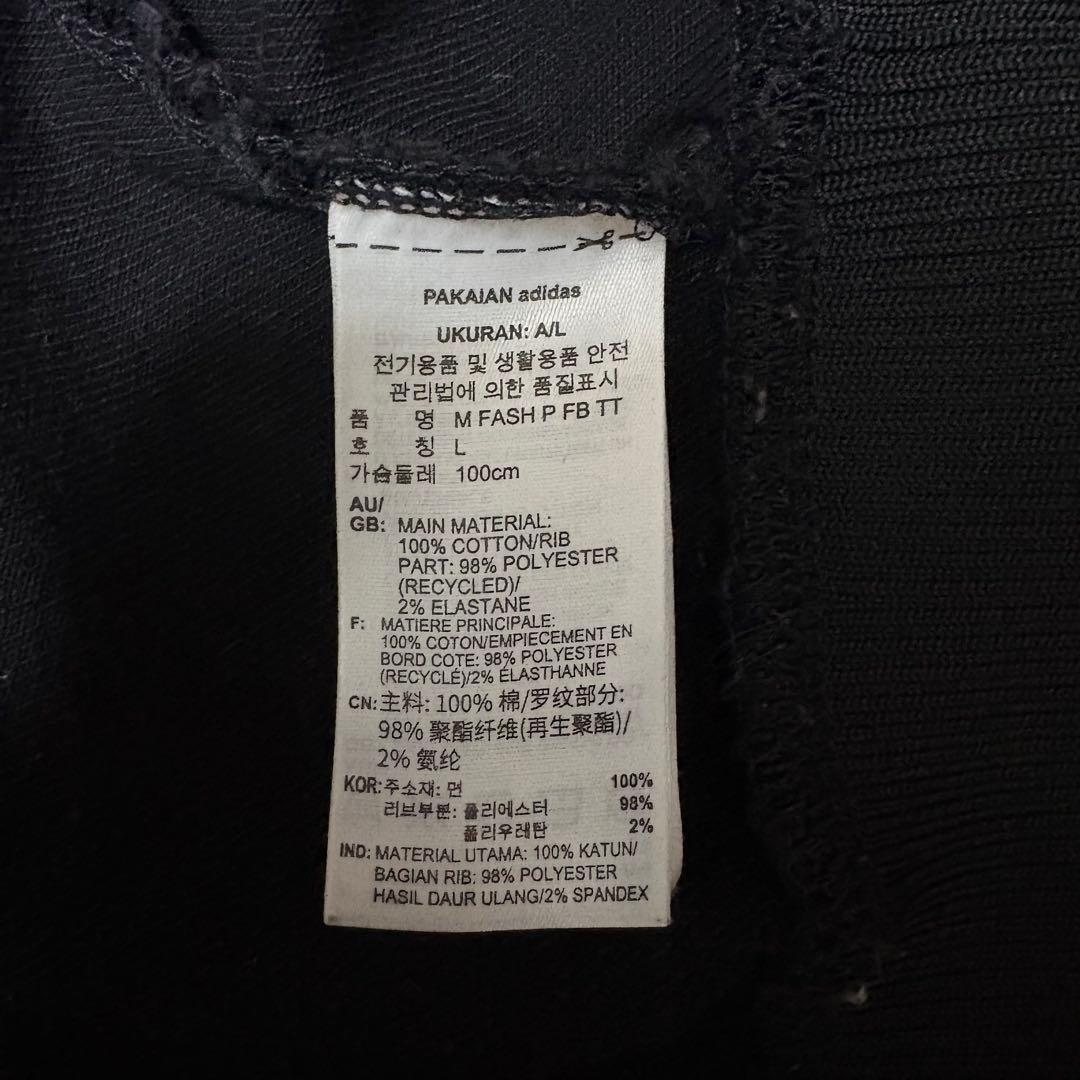 PAKAIAN adidas
UKURAN: A/L
전기용품 및 생활용품 안전
관리법에 의한 품질표시
품 명 M FASH P FB TT
호 칭 L
가슴둘레 100cm
AU/
GB: MAIN MATERIAL:
100% COTTON/RIB
PART: 98% POLYESTER
(RECYCLED)/
2% ELASTANE
F: MATIERE PRINCIPALE:
100% COTON/EMPIECEMENT EN
BORD COTE: 98% POLYESTER
(RECYCLÉ)/2% ÉLASTHANNE
CN: 主料: 100% 棉/罗纹部分:
98% 聚酯纤维(再生聚酯)/
2% 氨纶
KOR: 주소재: 면 100%
리브부분: 폴리에스터 98%
폴리우레탄 2%
IND: MATERIAL UTAMA: 100% KATUN/
BAGIAN RIB: 98% POLYESTER
HASIL DAUR ULANG/2% SPANDEX